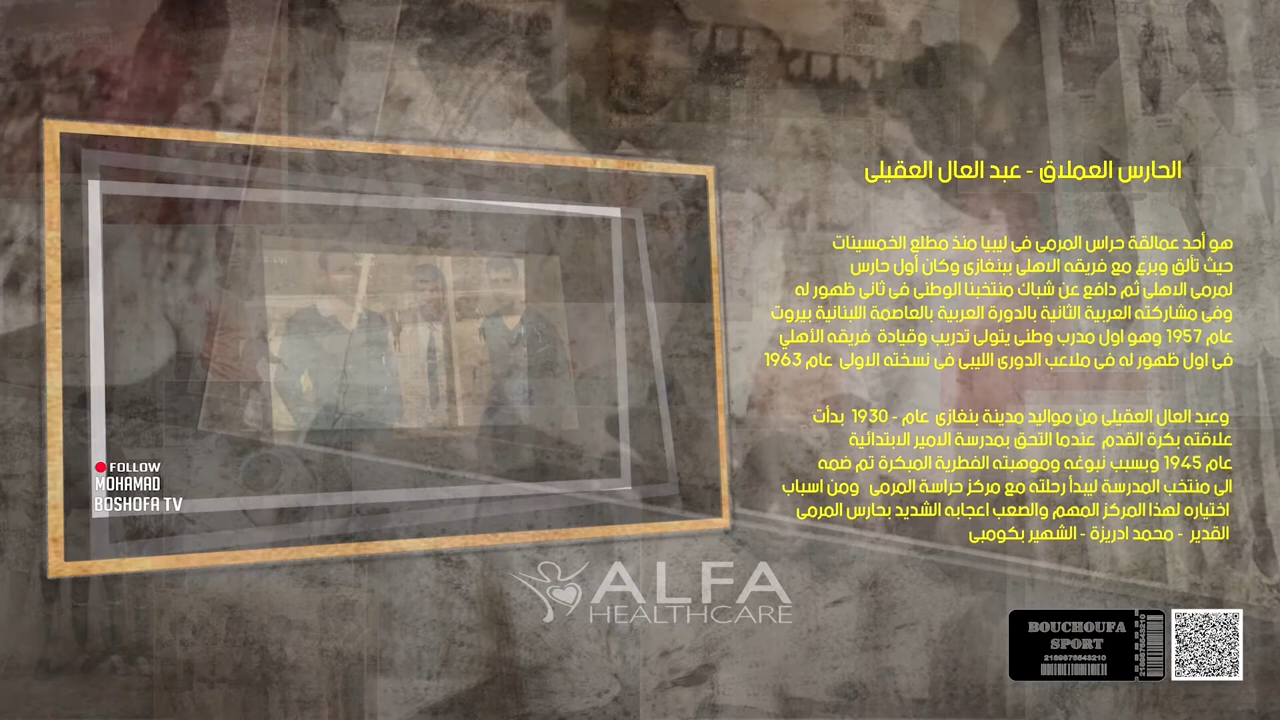 الحارس العملاق - عبد العال العقيلى
هو أحد عمالقة حراس المرمى فى ليبيا منذ مطلع الخمسينات
حيث تألق وبرع مع فريقه الاهلى ببنغازى وكان أول حارس
لمرمى الاهلى ثم دافع عن شباك منتخبنا الوطنى فى ثانى ظهور له
وفى مشاركته العربية الثانية بالدورة العربية بالعاصمة اللبنانية بيروت
عام 1957 وهو اول مدرب وطنى يتولى تدريب وقيادة فريقه الأهلي
فى اول ظهور له فى ملاعب الدورى الليبى فى نسخته الاولى عام 1963
وعبد العال العقيلى من مواليد مدينة بنغازى عام - 1930 بدأت
علاقته بكرة القدم عندما التحق بمدرسة الامير الابتدائية
عام 1945 وبسبب نبوغه وموهبته الفطرية المبكرة تم ضمه
الى منتخب المدرسة ليبدأ رحلته مع مركز حراسة المرمى ومن اسباب
اختياره لهذا المركز المهم والصعب اعجابه الشديد بحارس المرمى
القدير - محمد ادريزة - الشهير بكومبى
FOLLOW
MOHAMAD
BOSHOFA TV
ALFA
HEALTHCARE
BOUCHOUFA
SPORT
2189876543210
2189876543210